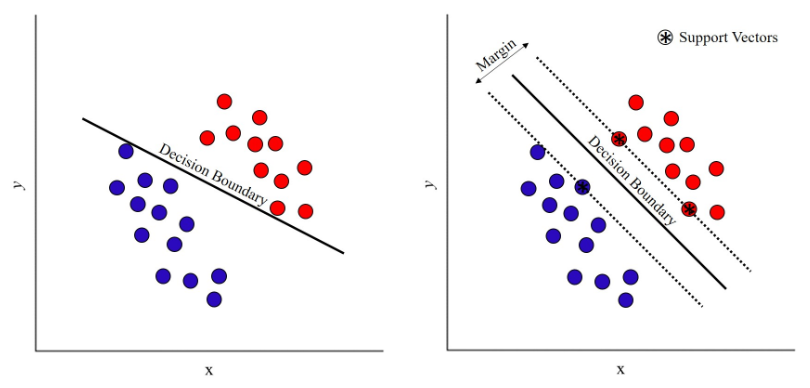 Decision Boundary
y
x
Margin
Support Vectors
Decision Boundary
y
x